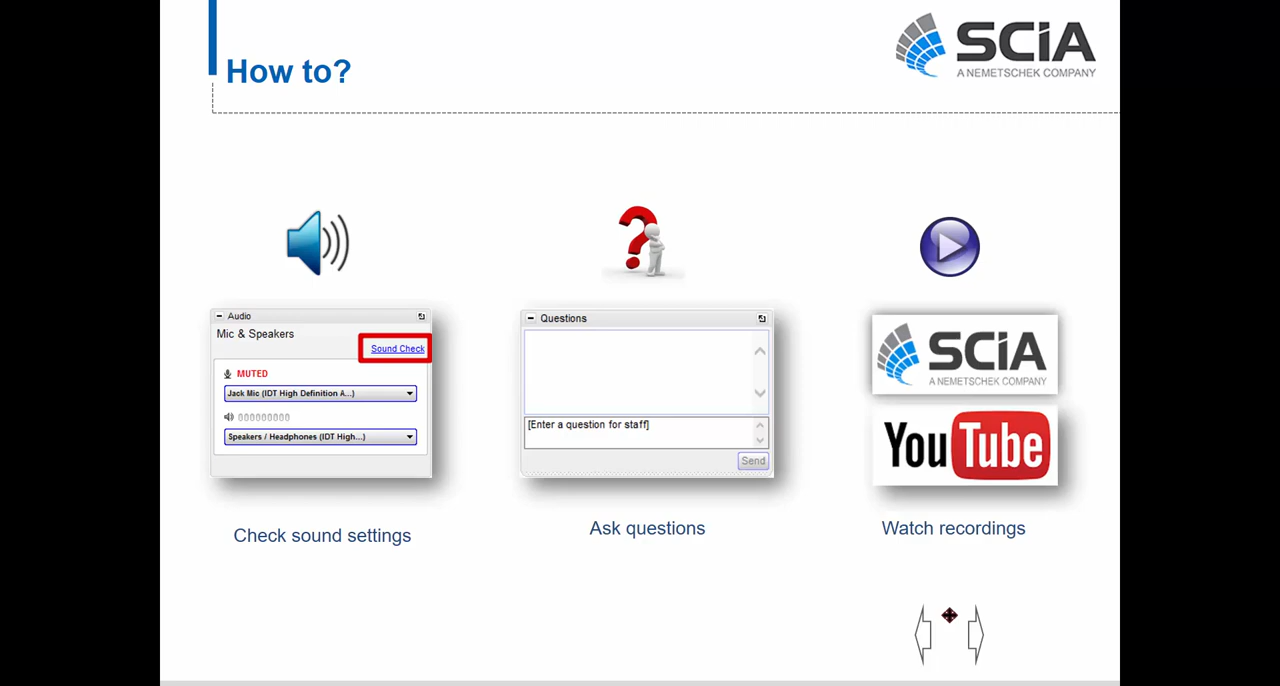 How to?
SCiA
A NEMETSCHEK COMPANY
Audio
Mic & Speakers
Sound Check
MUTED
Jack Mic (IDT High Definition A...)
000000000
Speakers / Headphones (IDT High...)
Check sound settings
Questions
[Enter a question for staff]
Send
Ask questions
SCiA
A NEMETSCHEK COMPANY
YouTube
Watch recordings